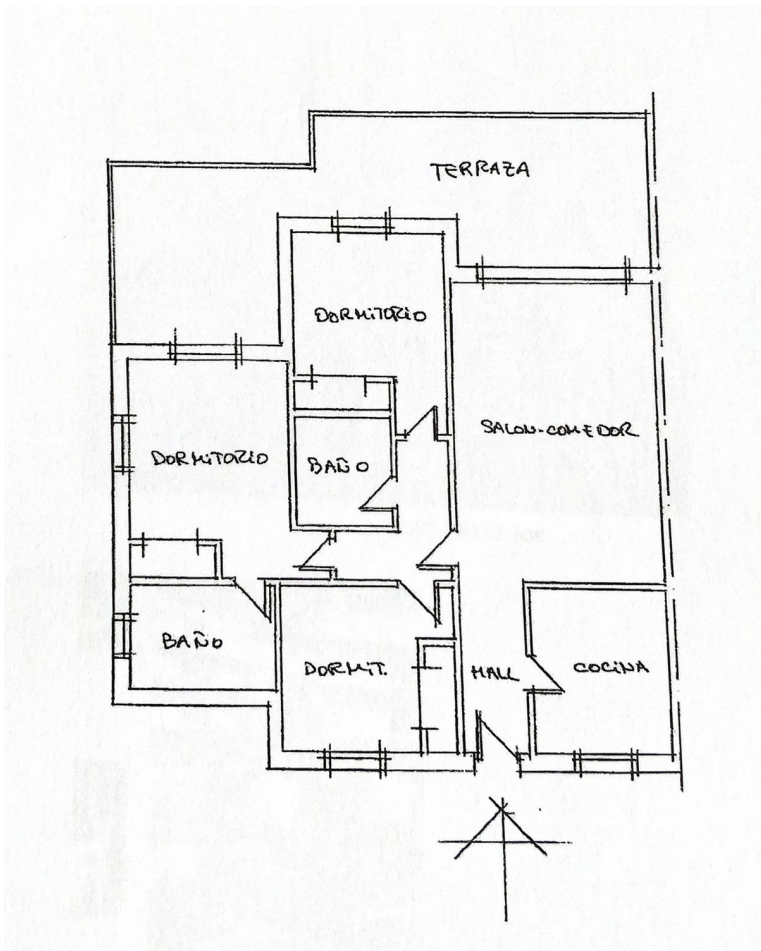 TERRAZA
DORMITORIO
SALON-COMEDOR
DORMITORIO
BAÑO
BAÑO
DORMIT.
HALL
COCINA